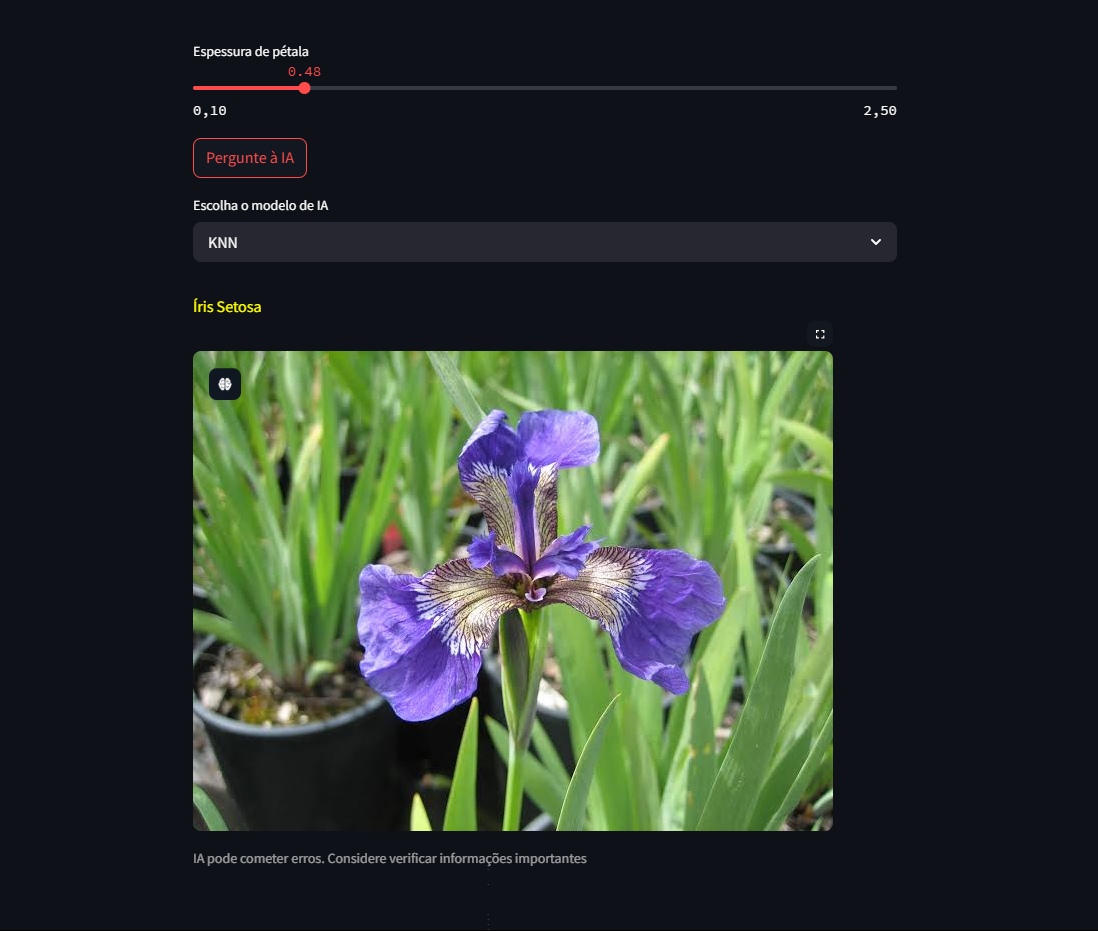 Espessura de pétala
0.48
0,10 2,50
Pergunte à IA
Escolha o modelo de IA
KNN
Íris Setosa
IA pode cometer erros. Considere verificar informações importantes